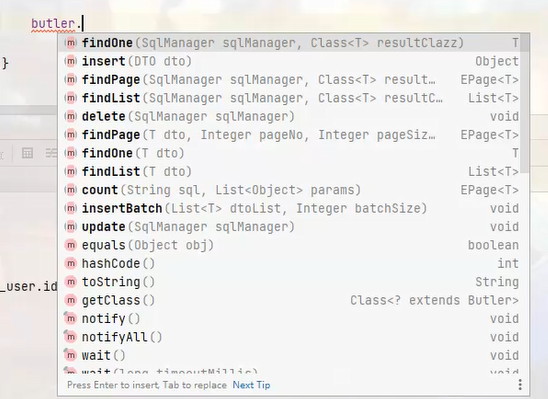 butler.
findOne(SqlManager sqlManager, Class<T> resultClazz) T
}
insert(DTO dto) Object
findPage(SqlManager sqlManager, Class<T> result… EPage<T>
findList(SqlManager sqlManager, Class<T> resultC… List<T>
delete(SqlManager sqlManager) void
findPage(T dto, Integer pageNo, Integer pageSiz… EPage<T>
findOne(T dto) T
findList(T dto) List<T>
count(String sql, List<Object> params) EPage<T>
insertBatch(List<T> dtoList, Integer batchSize) void
update(SqlManager sqlManager) void
equals(Object obj) boolean
hashCode() int
_user.id
toString() String
getClass() Class<? extends Butler>
notify() void
notifyAll() void
wait() void
wait(long timeoutMillis) void
Press Enter to insert, Tab to replace Next Tip